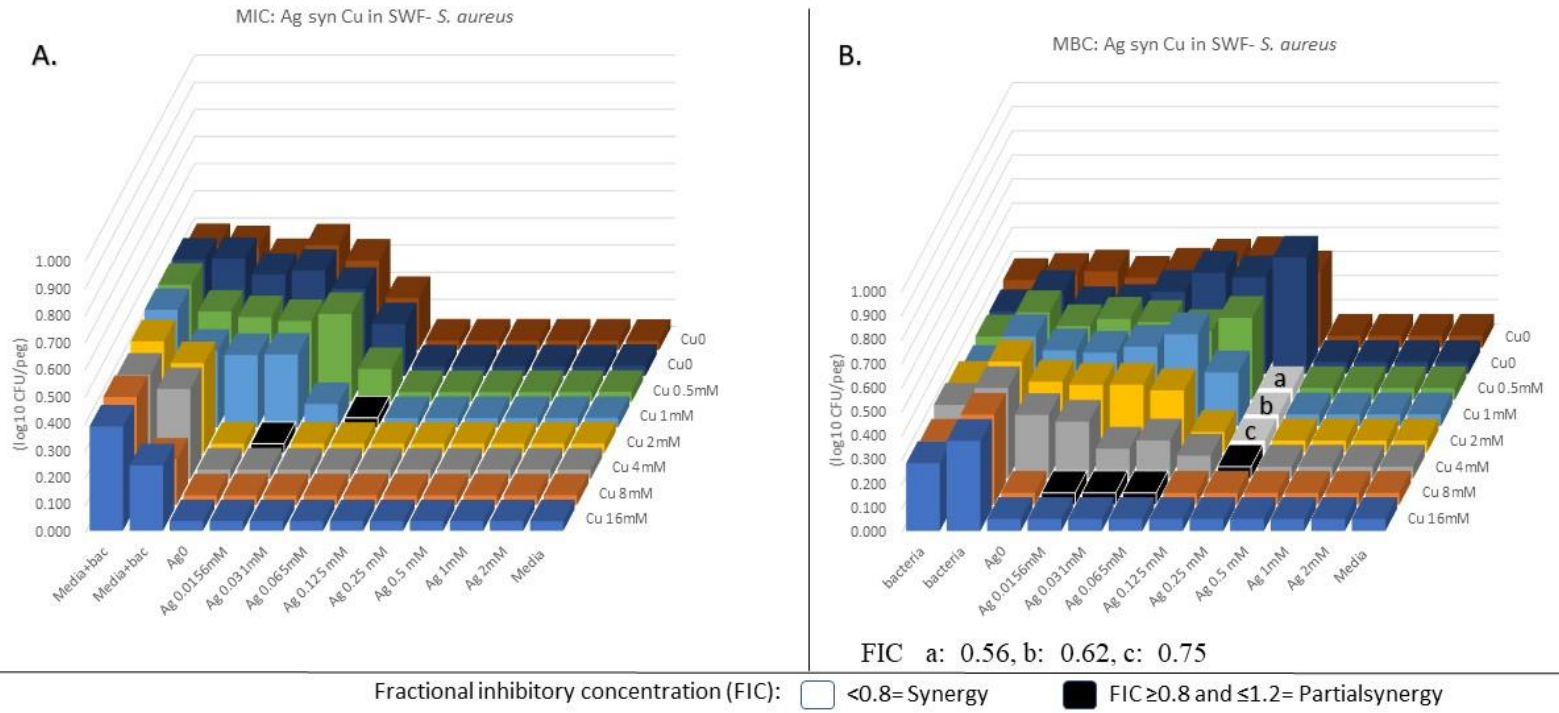 MIC: Ag syn Cu in SWF- S. aureus
A.
1.000
0.900
0.800
0.700
0.600
0.500
0.400
0.300
0.200
0.100
0.000
(log10 CFU/peg)
Cu0
Cu0
Cu 0.5mM
Cu 1mM
Cu 2mM
Cu 4mM
Cu 8mM
Cu 16mM
Media+bac
Media+bac
Ag0
Ag 0.0156mM
Ag 0.031mM
Ag 0.065mM
Ag 0.125 mM
Ag 0.25 mM
Ag 0.5 mM
Ag 1mM
Ag 2mM
Media
MBC: Ag syn Cu in SWF- S. aureus
B.
1.000
0.900
0.800
0.700
0.600
0.500
0.400
0.300
0.200
0.100
0.000
(log10 CFU/peg)
a
b
c
Cu0
Cu0
Cu 0.5mM
Cu 1mM
Cu 2mM
Cu 4mM
Cu 8mM
Cu 16mM
bacteria
bacteria
Ag0
Ag 0.0156mM
Ag 0.031mM
Ag 0.065mM
Ag 0.125 mM
Ag 0.25 mM
Ag 0.5 mM
Ag 1mM
Ag 2mM
Media
FIC a: 0.56, b: 0.62, c: 0.75
Fractional inhibitory concentration (FIC): <0.8= Synergy FIC ≥0.8 and ≤1.2= Partialsynergy